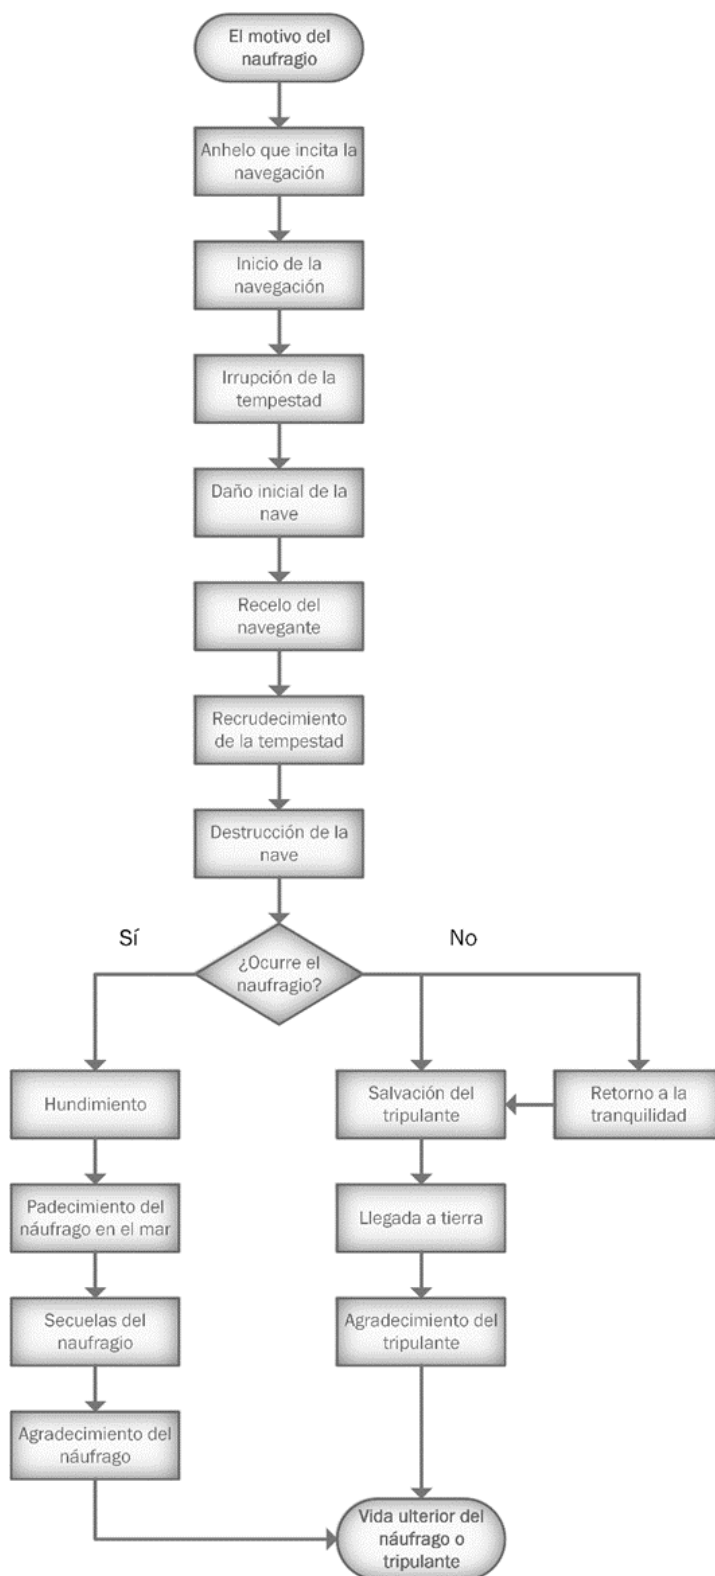 El motivo del
naufragio
Anhelo que incita la
navegación
Inicio de la
navegación
Irrupción de la
tempestad
Daño inicial de la
nave
Recelo del
navegante
Recrudecimiento
de la tempestad
Destrucción de la
nave
¿Ocurre el
naufragio?
Sí
No
Hundimiento
Salvación del
tripulante
Retorno a la
tranquilidad
Padecimiento del
náufrago en el mar
Llegada a tierra
Secuelas del
naufragio
Agradecimiento del
tripulante
Agradecimiento del
náufrago
Vida ulterior del
náufrago o
tripulante